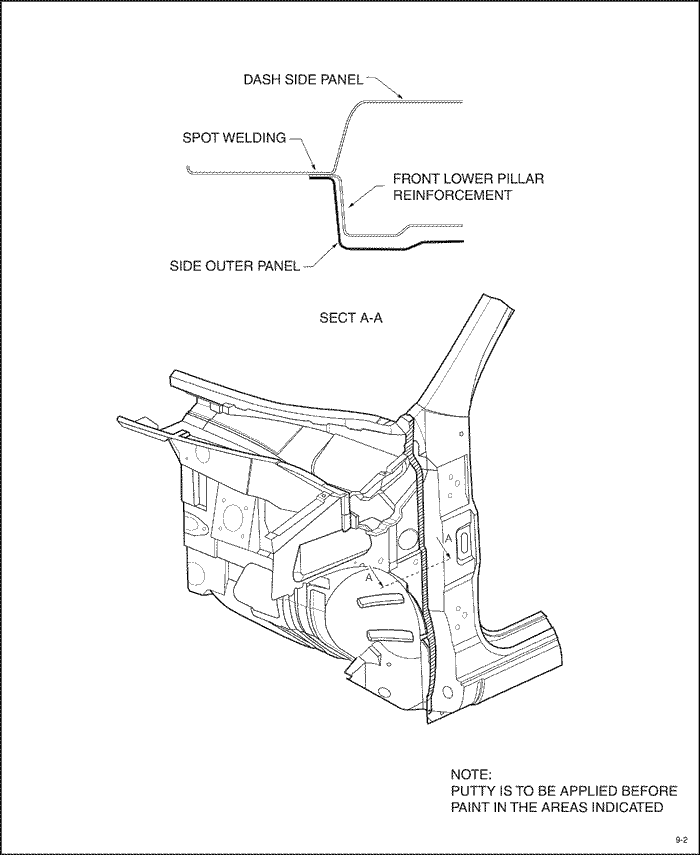 DASH SIDE PANEL
SPOT WELDING
FRONT LOWER PILLAR
REINFORCEMENT
SIDE OUTER PANEL
SECT A-A
A
A
NOTE:
PUTTY IS TO BE APPLIED BEFORE
PAINT IN THE AREAS INDICATED
9-2